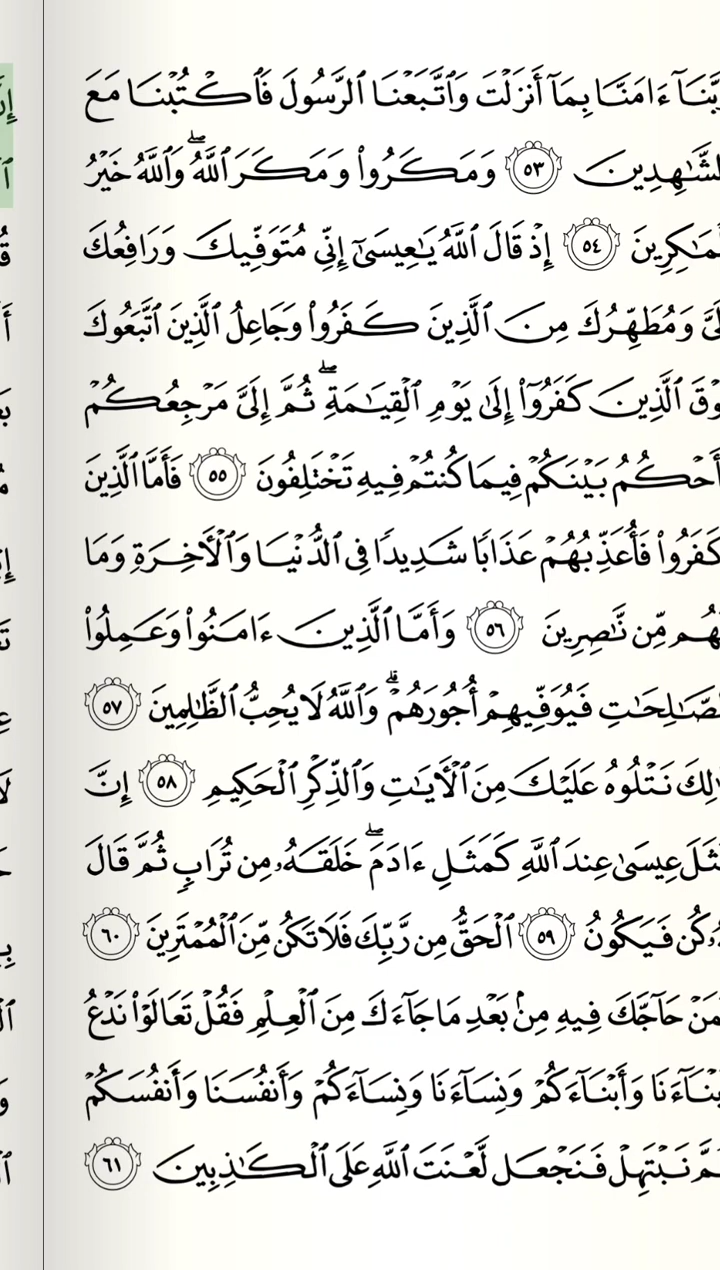 بَّنَآ ءَامَنَّا بِمَآ أَنزَلْتَ وَٱتَّبَعْنَا ٱلرَّسُولَ فَٱكْتُبْنَا مَعَ
لشَّٰهِدِينَ ٥٣ وَمَكَرُوا۟ وَمَكَرَ ٱللَّهُ ۖ وَٱللَّهُ خَيْرُ
لْمَٰكِرِينَ ٥٤ إِذْ قَالَ ٱللَّهُ يَٰعِيسَىٰٓ إِنِّى مُتَوَفِّيكَ وَرَافِعُكَ
لَىَّ وَمُطَهِّرُكَ مِنَ ٱلَّذِينَ كَفَرُوا۟ وَجَاعِلُ ٱلَّذِينَ ٱتَّبَعُوكَ
وْقَ ٱلَّذِينَ كَفَرُوٓا۟ إِلَىٰ يَوْمِ ٱلْقِيَٰمَةِ ۖ ثُمَّ إِلَىَّ مَرْجِعُكُمْ
أَحْكُمُ بَيْنَكُمْ فِيمَا كُنتُمْ فِيهِ تَخْتَلِفُونَ ٥٥ فَأَمَّا ٱلَّذِينَ
كَفَرُوا۟ فَأُعَذِّبُهُمْ عَذَابًا شَدِيدًا فِى ٱلدُّنْيَا وَٱلْءَاخِرَةِ وَمَا
هُم مِّن نَّٰصِرِينَ ٥٦ وَأَمَّا ٱلَّذِينَ ءَامَنُوا۟ وَعَمِلُوا۟
لصَّٰلِحَٰتِ فَيُوَفِّيهِمْ أُجُورَهُمْ ۗ وَٱللَّهُ لَا يُحِبُّ ٱلظَّٰلِمِينَ ٥٧
ٰلِكَ نَتْلُوهُ عَلَيْكَ مِنَ ٱلْءَايَٰتِ وَٱلذِّكْرِ ٱلْحَكِيمِ ٥٨ إِنَّ
ثَلَ عِيسَىٰ عِندَ ٱللَّهِ كَمَثَلِ ءَادَمَ ۖ خَلَقَهُۥ مِن تُرَابٍ ثُمَّ قَالَ
هُۥ كُن فَيَكُونُ ٥٩ ٱلْحَقُّ مِن رَّبِّكَ فَلَا تَكُن مِّنَ ٱلْمُمْتَرِينَ ٦٠
مَنْ حَآجَّكَ فِيهِ مِنۢ بَعْدِ مَا جَآءَكَ مِنَ ٱلْعِلْمِ فَقُلْ تَعَالَوْا۟ نَدْعُ
بْنَآءَنَا وَأَبْنَآءَكُمْ وَنِسَآءَنَا وَنِسَآءَكُمْ وَأَنفُسَنَا وَأَنفُسَكُمْ
مَّ نَبْتَهِلْ فَنَجْعَل لَّعْنَتَ ٱللَّهِ عَلَى ٱلْكَٰذِبِينَ ٦١